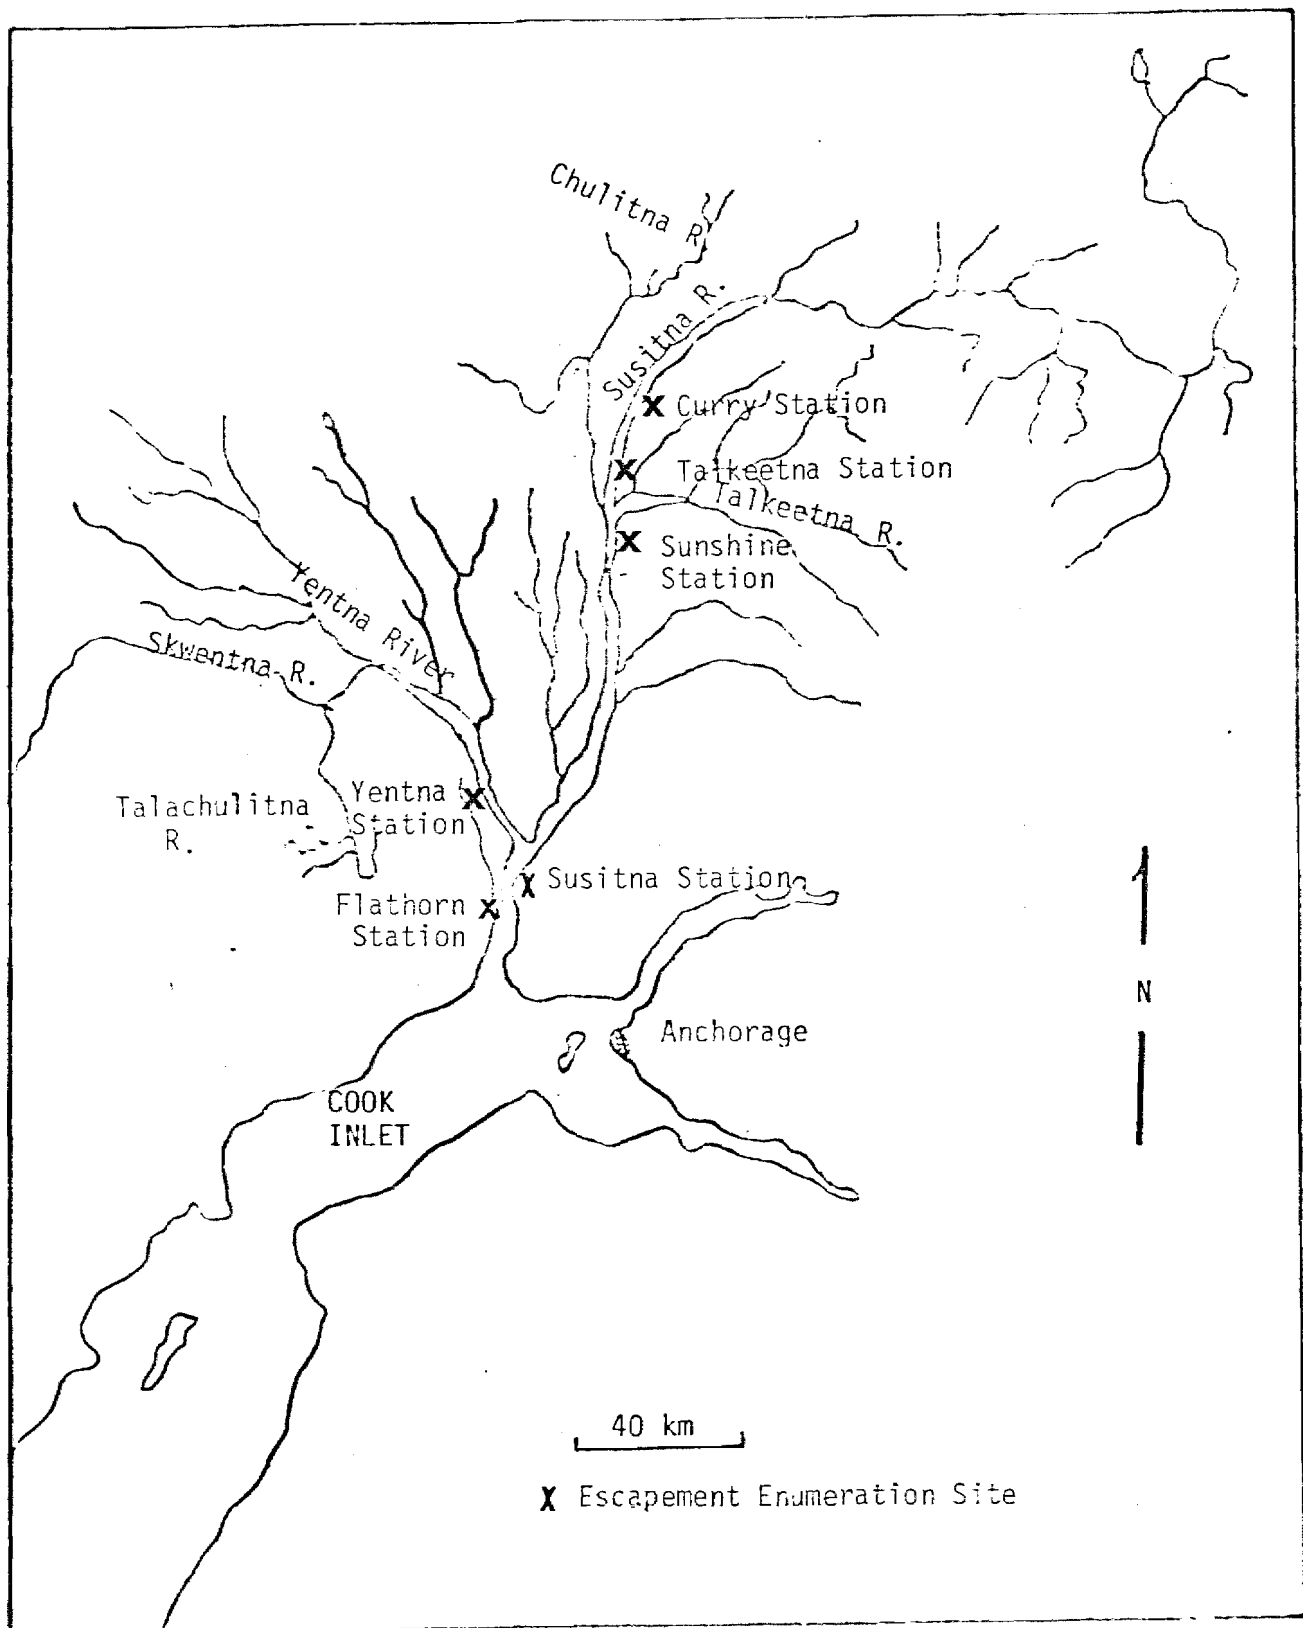 Chulitna R.
Susitna R.
Curry Station
Talkeetna Station
Talkeetna R.
Sunshine
Station
Yentna River
Skwentna R.
Yentna
Station
Talachulitna
R.
Susitna Station
Flathorn
Station
N
Anchorage
COOK
INLET
40 km
X Escapement Enumeration Site